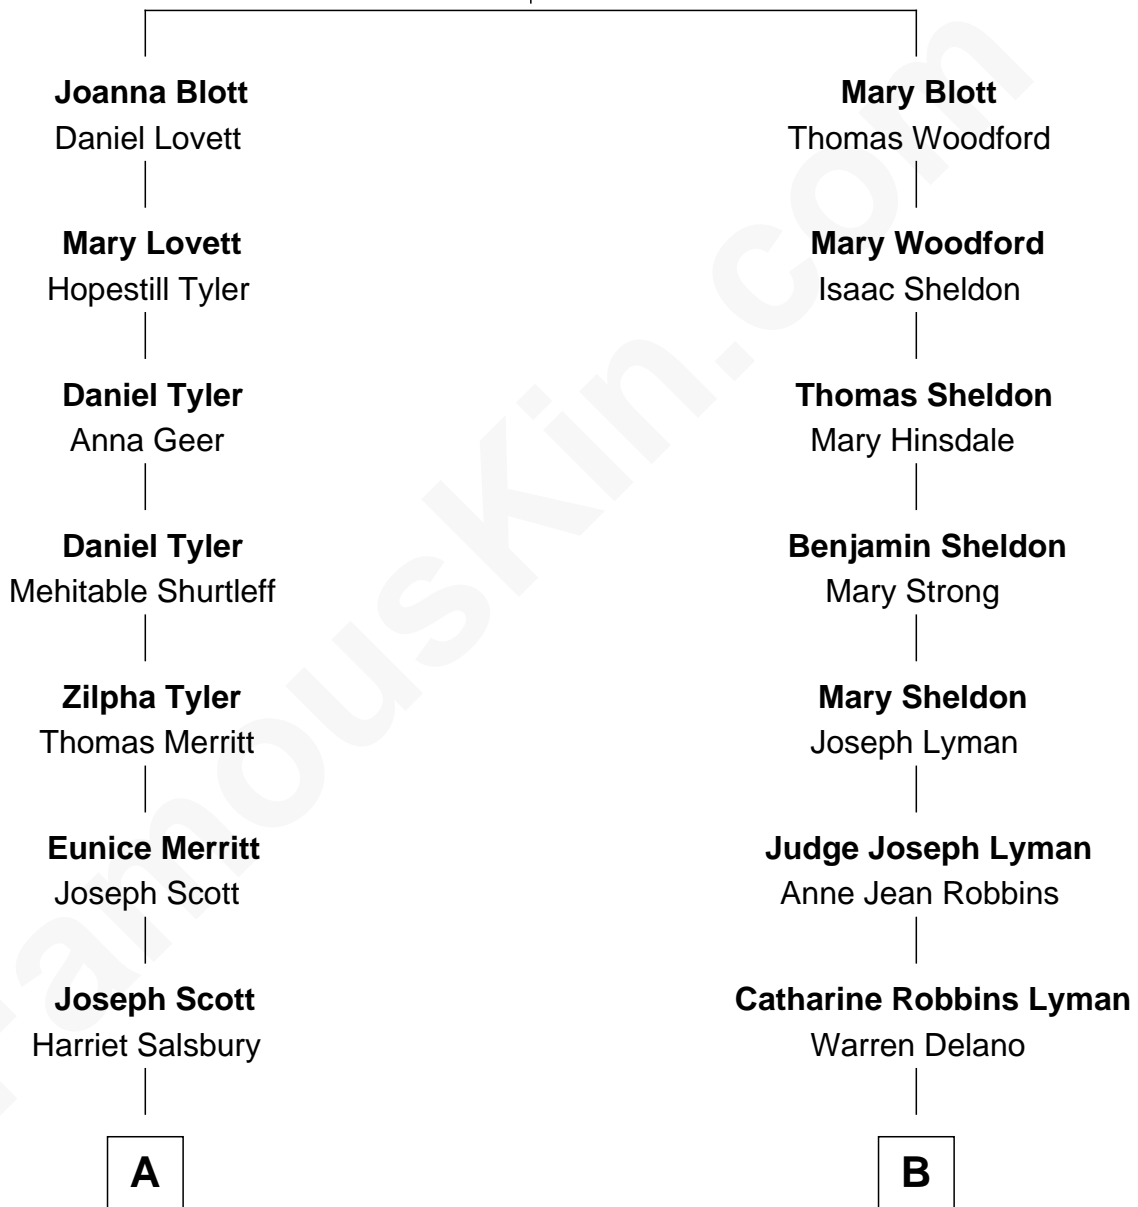 Joanna Blott
Daniel Lovett
Mary Lovett
Hopestill Tyler
Daniel Tyler
Anna Geer
Daniel Tyler
Mehitable Shurtleff
Zilpha Tyler
Thomas Merritt
Eunice Merritt
Joseph Scott
Joseph Scott
Harriet Salsbury
A
Mary Blott
Thomas Woodford
Mary Woodford
Isaac Sheldon
Thomas Sheldon
Mary Hinsdale
Benjamin Sheldon
Mary Strong
Mary Sheldon
Joseph Lyman
Judge Joseph Lyman
Anne Jean Robbins
Catharine Robbins Lyman
Warren Delano
B
FamousKin.com